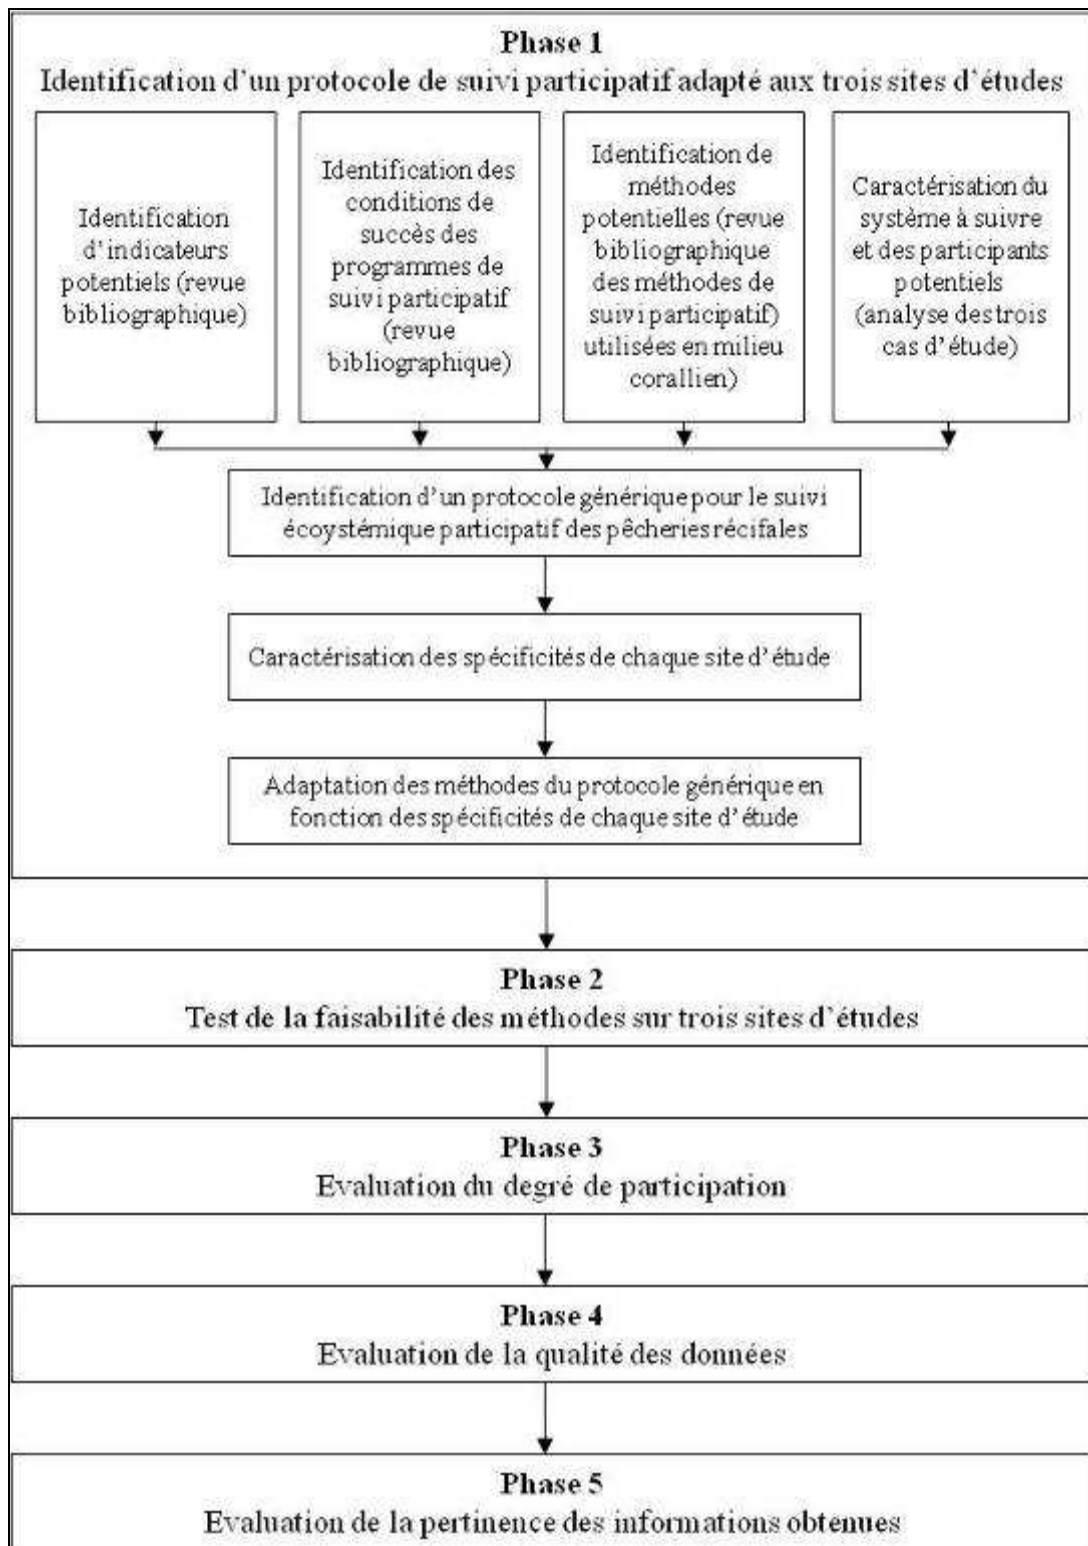 Phase 1
Identification d'un protocole de suivi participatif adapté aux trois sites d'études
Identification
d'indicateurs
potentiels (revue
bibliographique)
Identification des
conditions de
succès des
programmes de
suivi participatif
(revue
bibliographique)
Identification de
méthodes
potentielles (revue
bibliographique
des méthodes de
suivi participatif)
utilisées en milieu
corallien)
Caractérisation du
système à suivre
et des participants
potentiels
(analyse des trois
cas d'étude)
Identification d'un protocole générique pour le suivi
écoystémique participatif des pêcheries récifales
Caractérisation des spécificités de chaque site d'étude
Adaptation des méthodes du protocole générique en
fonction des spécificités de chaque site d'étude
Phase 2
Test de la faisabilité des méthodes sur trois sites d'études
Phase 3
Evaluation du degré de participation
Phase 4
Evaluation de la qualité des données
Phase 5
Evaluation de la pertinence des informations obtenues